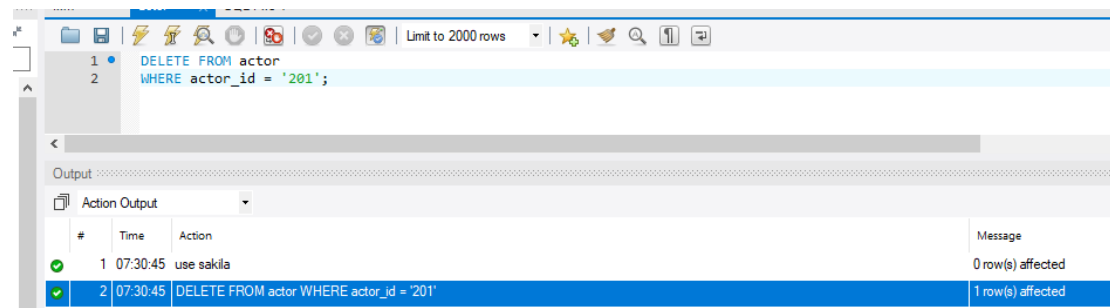 Limit to 2000 rows
1 DELETE FROM actor
2 WHERE actor_id = '201';
Output
Action Output
# Time Action Message
1 07:30:45 use sakila 0 row(s) affected
2 07:30:45 DELETE FROM actor WHERE actor_id = '201' 1 row(s) affected